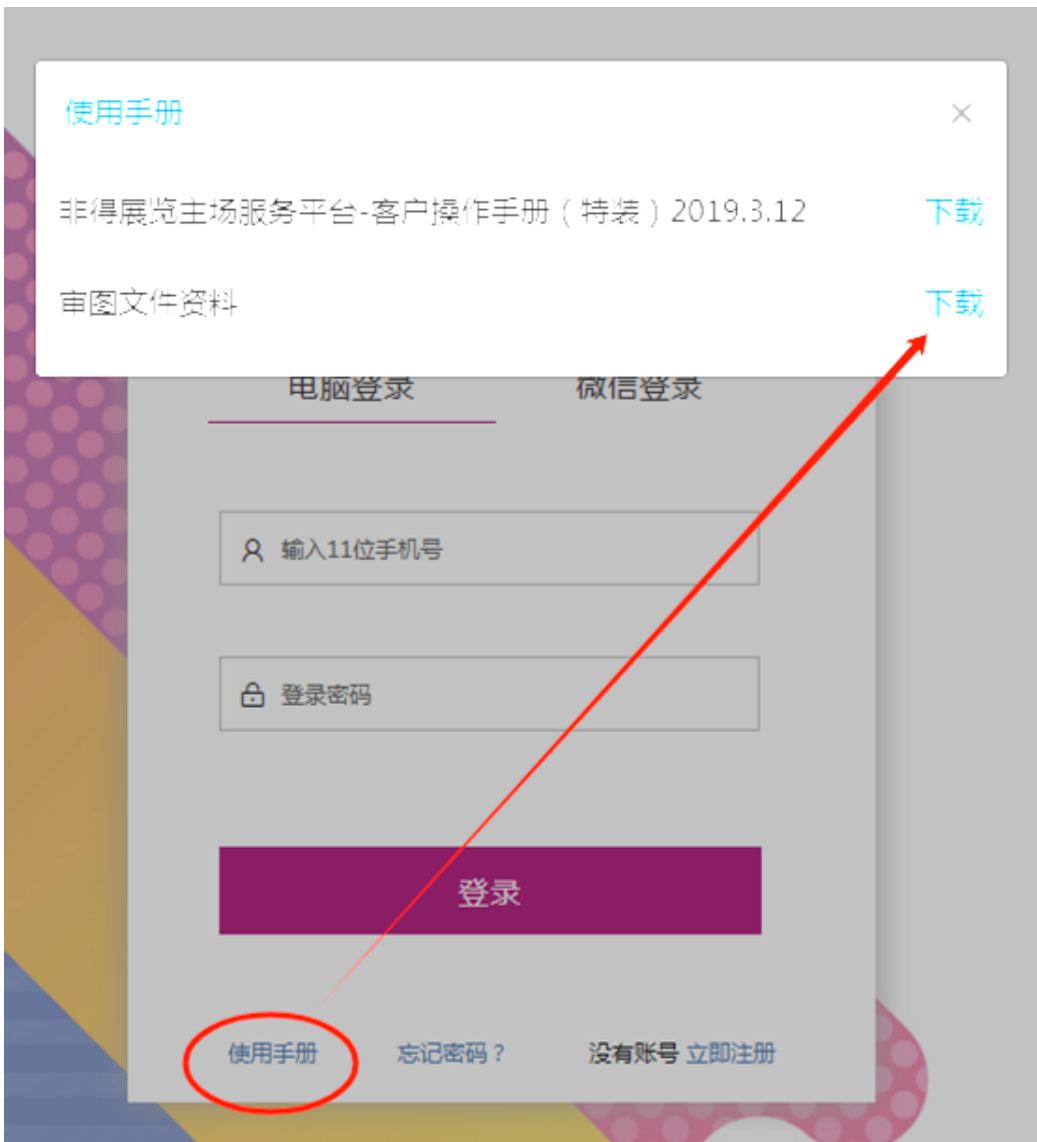 使用手册
非得展览主场服务平台-客户操作手册（特装）2019.3.12 下载
审图文件资料 下载
电脑登录 微信登录
输入11位手机号
登录密码
登录
使用手册 忘记密码？ 没有账号 立即注册